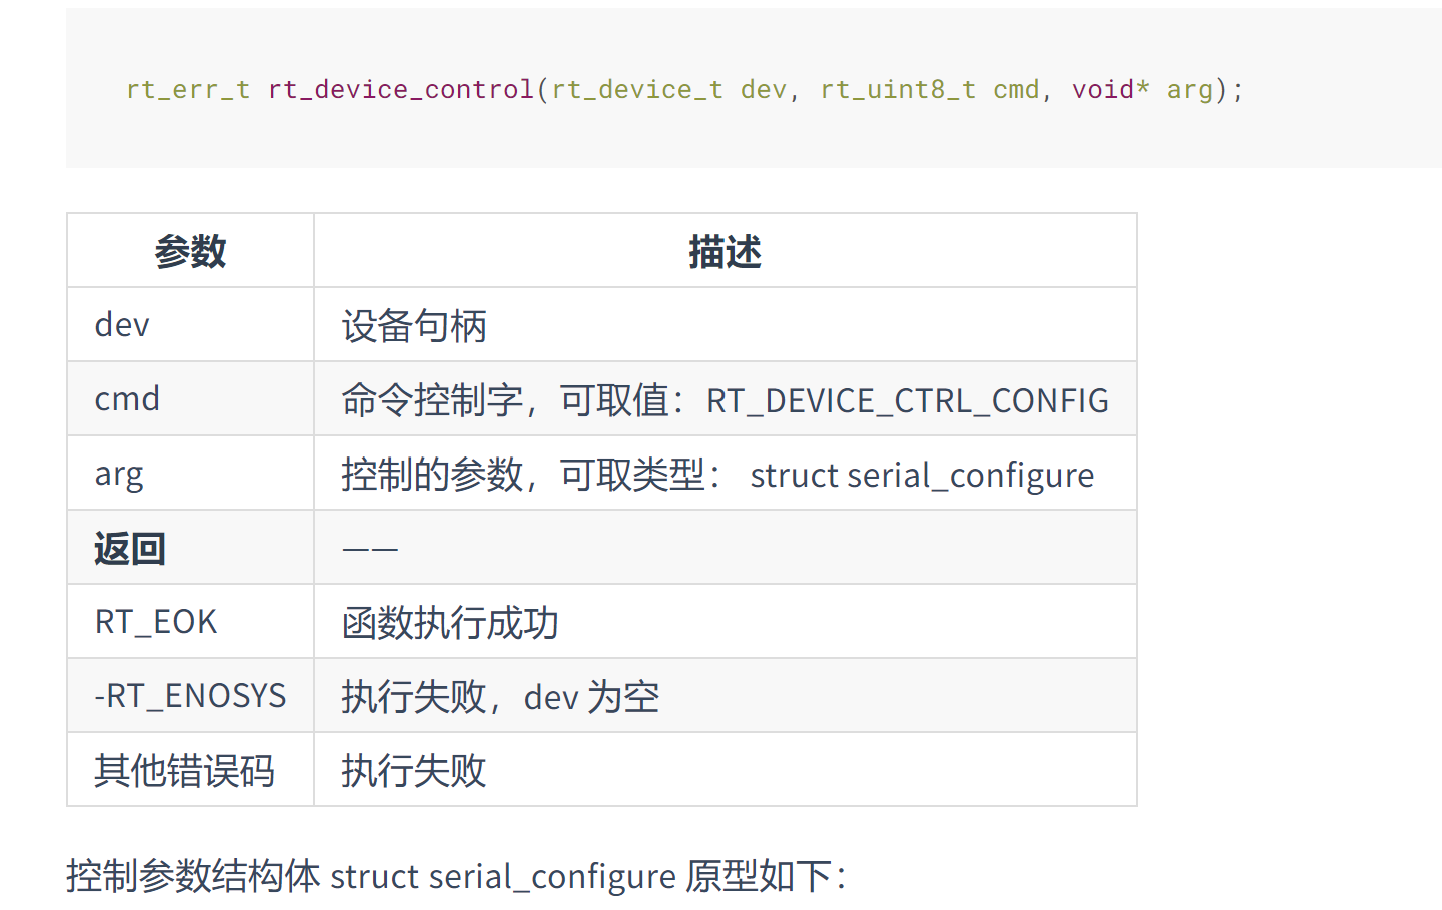 rt_err_t rt_device_control(rt_device_t dev, rt_uint8_t cmd, void* arg);
参数 描述
dev 设备句柄
cmd 命令控制字，可取值：RT_DEVICE_CTRL_CONFIG
arg 控制的参数，可取类型： struct serial_configure
返回 ——
RT_EOK 函数执行成功
-RT_ENOSYS 执行失败，dev 为空
其他错误码 执行失败
控制参数结构体 struct serial_configure 原型如下：